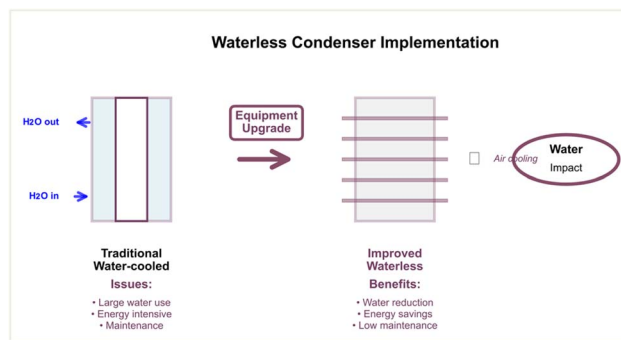 Waterless Condenser Implementation
H2O out
H2O in
Equipment
Upgrade
Air cooling
Water
Impact
Traditional
Water-cooled
Issues:
• Large water use
• Energy intensive
• Maintenance
Improved
Waterless
Benefits:
• Water reduction
• Energy savings
• Low maintenance